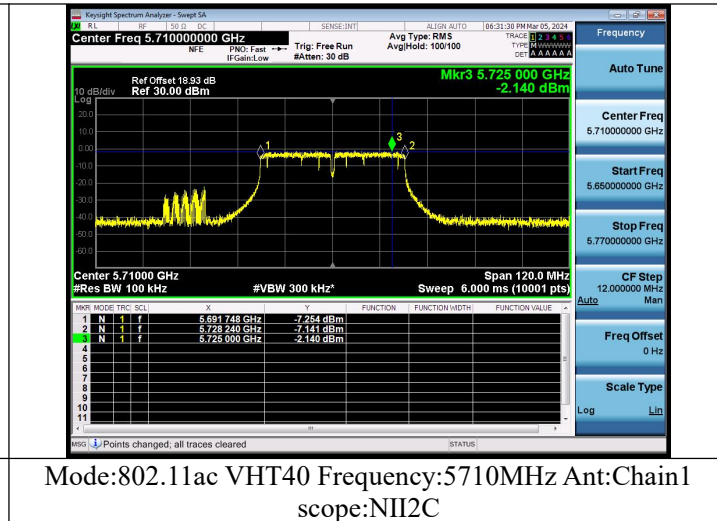 Keysight Spectrum Analyzer - Swept SA
RL RF 50 Ω DC SENSE:INT ALIGN AUTO 06:31:30 PM Mar 05, 2024
Center Freq 5.710000000 GHz
NFE PNO: Fast Trig: Free Run
IFGain:Low #Atten: 30 dB
Avg Type: RMS
Avg|Hold: 100/100
TRACE 1 2 3 4 5 6
TYPE M WWWWW
DET A A A A A A
Ref Offset 18.93 dB
10 dB/div Ref 30.00 dBm
Log
Mkr3 5.725 000 GHz
-2.140 dBm
20.0
10.0
0.00
-10.0
-20.0
-30.0
-40.0
-50.0
-60.0
1
2
3
Center 5.71000 GHz Span 120.0 MHz
#Res BW 100 kHz #VBW 300 kHz* Sweep 6.000 ms (10001 pts)
MKR MODE TRC SCL X Y FUNCTION FUNCTION WIDTH FUNCTION VALUE
1 N 1 f 5.691 748 GHz -7.254 dBm
2 N 1 f 5.728 240 GHz -7.141 dBm
3 N 1 f 5.725 000 GHz -2.140 dBm
4
5
6
7
8
9
10
11
MSG Points changed; all traces cleared STATUS
Frequency
Auto Tune
Center Freq
5.710000000 GHz
Start Freq
5.650000000 GHz
Stop Freq
5.770000000 GHz
CF Step
12.000000 MHz
Auto Man
Freq Offset
0 Hz
Scale Type
Log Lin
Mode:802.11ac VHT40 Frequency:5710MHz Ant:Chain1
scope:NII2C